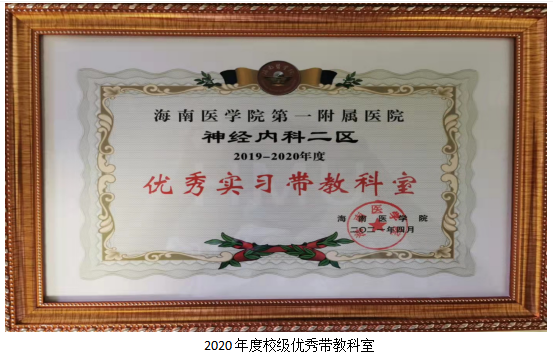 海南医学院第一附属医院
神经内科二区
2019-2020年度
优秀实习带教科室
海南医学院
二〇二一年四月
2020年度校级优秀带教科室